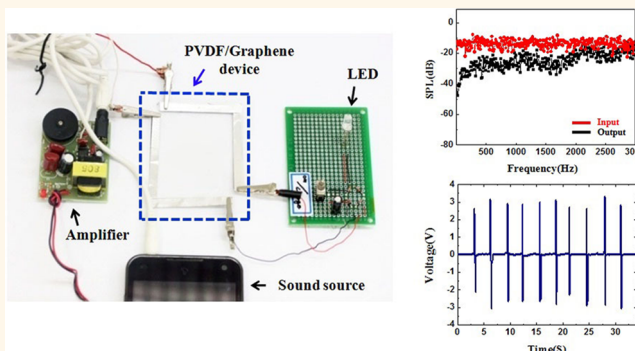 PVDF/Graphene
device
LED
Amplifier
Sound source
SPL(dB)
0
-20
-40
-60
-80
Input
Output
500 1000 1500 2000 2500
Frequency(Hz)
Voltage(V)
4
3
2
1
0
-1
-2
-3
-4
0 5 10 15 20 25 30
Time(S)